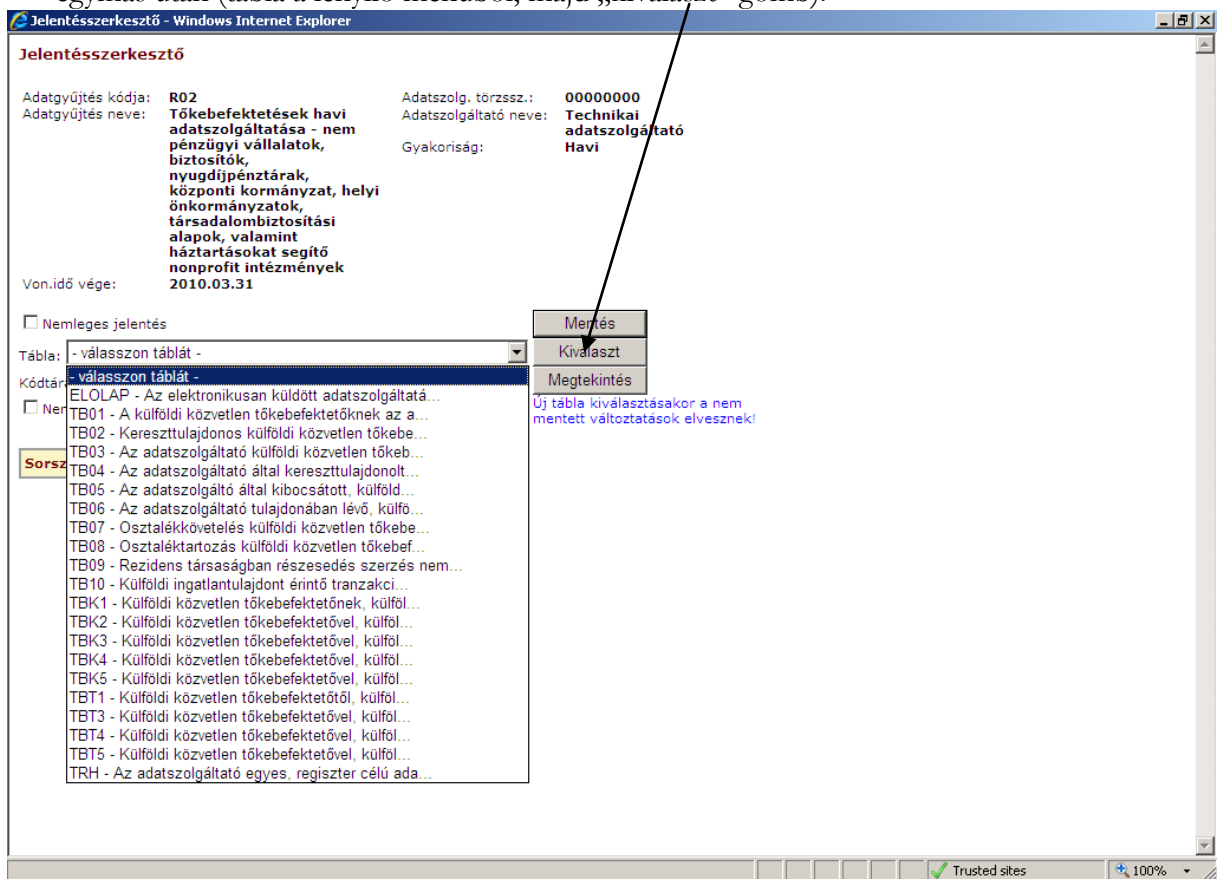 egymás után (tábla a lenyíló menüből, majd „kiválaszt” gomb).
Jelentésszerkesztő - Windows Internet Explorer
Jelentésszerkesztő
Adatgyűjtés kódja: R02 Adatszolg. törzssz.: 00000000
Adatgyűjtés neve: Tőkebefektetések havi Adatszolgáltató neve: Technikai
adatszolgáltatása - nem adatszolgáltató
pénzügyi vállalatok, Gyakoriság: Havi
biztosítók,
nyugdíjpénztárak,
központi kormányzat, helyi
önkormányzatok,
társadalombiztosítási
alapok, valamint
háztartásokat segítő
nonprofit intézmények
Von.idő vége: 2010.03.31
Nemleges jelentés Mentés
Tábla: - válasszon táblát - Kiválaszt
Kódtár Megtekintés
Új tábla kiválasztásakor a nem
mentett változtatások elvesznek!
Sorsz
- válasszon táblát -
ELOLAP - Az elektronikusan küldött adatszolgáltatá...
TB01 - A külföldi közvetlen tőkebefektetőknek az a...
TB02 - Kereszttulajdonos külföldi közvetlen tőkebe...
TB03 - Az adatszolgáltató külföldi közvetlen tőkeb...
TB04 - Az adatszolgáltató által kereszttulajdonolt...
TB05 - Az adatszolgáltó által kibocsátott, külföld...
TB06 - Az adatszolgáltató tulajdonában lévő, külfö...
TB07 - Osztalékkövetelés külföldi közvetlen tőkebe...
TB08 - Osztaléktartozás külföldi közvetlen tőkebef...
TB09 - Rezidens társaságban részesedés szerzés nem...
TB10 - Külföldi ingatlantulajdont érintő tranzakci...
TBK1 - Külföldi közvetlen tőkebefektetőnek, külföl...
TBK2 - Külföldi közvetlen tőkebefektetővel, külföl...
TBK3 - Külföldi közvetlen tőkebefektetővel, külföl...
TBK4 - Külföldi közvetlen tőkebefektetővel, külföl...
TBK5 - Külföldi közvetlen tőkebefektetővel, külföl...
TBT1 - Külföldi közvetlen tőkebefektetőtől, külföl...
TBT3 - Külföldi közvetlen tőkebefektetővel, külföl...
TBT4 - Külföldi közvetlen tőkebefektetővel, külföl...
TBT5 - Külföldi közvetlen tőkebefektetővel, külföl...
TRH - Az adatszolgáltató egyes, regiszter célú ada...
Trusted sites 100%